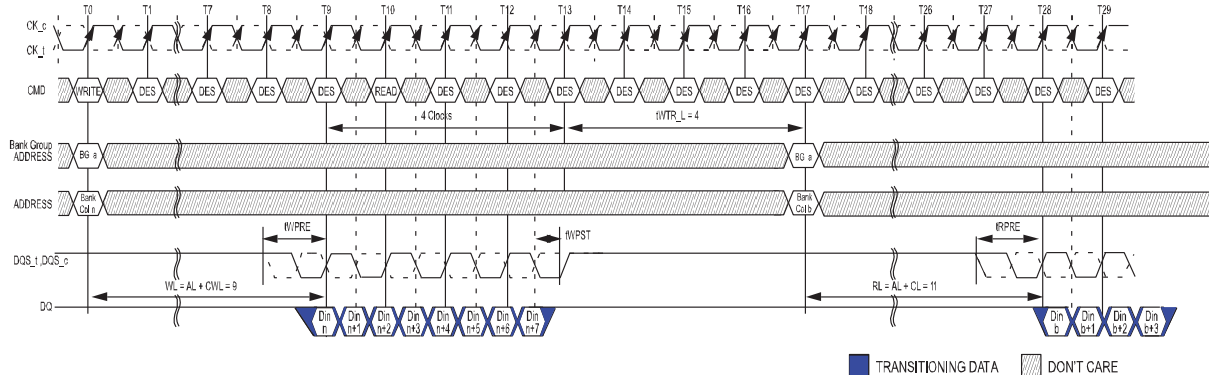 T0 T1 T7 T8 T9 T10 T11 T12 T13 T14 T15 T16 T17 T18 T26 T27 T28 T29
CK_c
CK_t
CMD WRITE DES DES DES DES READ DES DES DES DES DES DES DES DES DES DES DES DES
4 Clocks tWTR_L = 4
Bank Group
ADDRESS BG a BG a
ADDRESS Bank Col n Bank Col b
tWPRE tWPST tRPRE
DQS_t ,DQS_c
WL = AL + CWL = 9 RL = AL + CL = 11
DQ Din n Din n+1 Din n+2 Din n+3 Din n+4 Din n+5 Din n+6 Din n+7 Din b Din b+1 Din b+2 Din b+3
TRANSITIONING DATA DON'T CARE